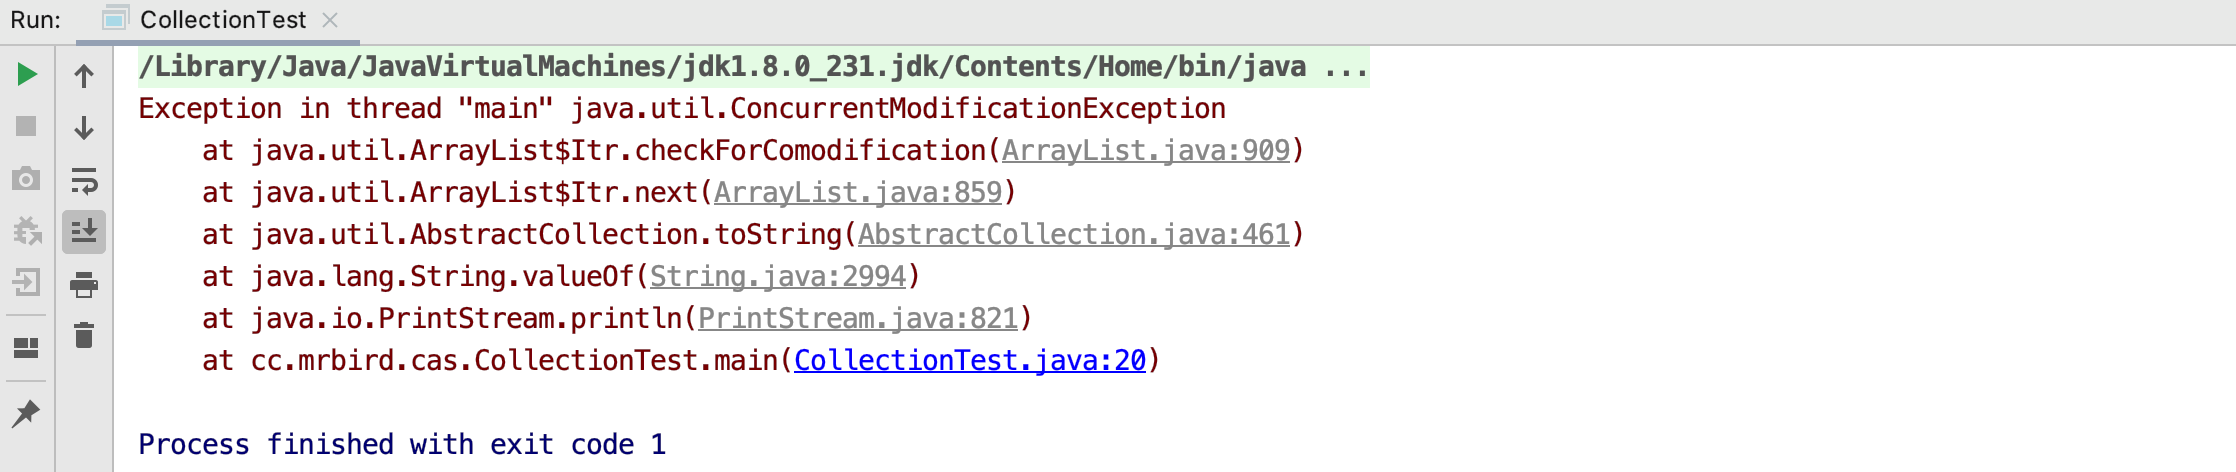 Run: CollectionTest
/Library/Java/JavaVirtualMachines/jdk1.8.0_231.jdk/Contents/Home/bin/java ...
Exception in thread "main" java.util.ConcurrentModificationException
    at java.util.ArrayList$Itr.checkForComodification(ArrayList.java:909)
    at java.util.ArrayList$Itr.next(ArrayList.java:859)
    at java.util.AbstractCollection.toString(AbstractCollection.java:461)
    at java.lang.String.valueOf(String.java:2994)
    at java.io.PrintStream.println(PrintStream.java:821)
    at cc.mrbird.cas.CollectionTest.main(CollectionTest.java:20)
Process finished with exit code 1